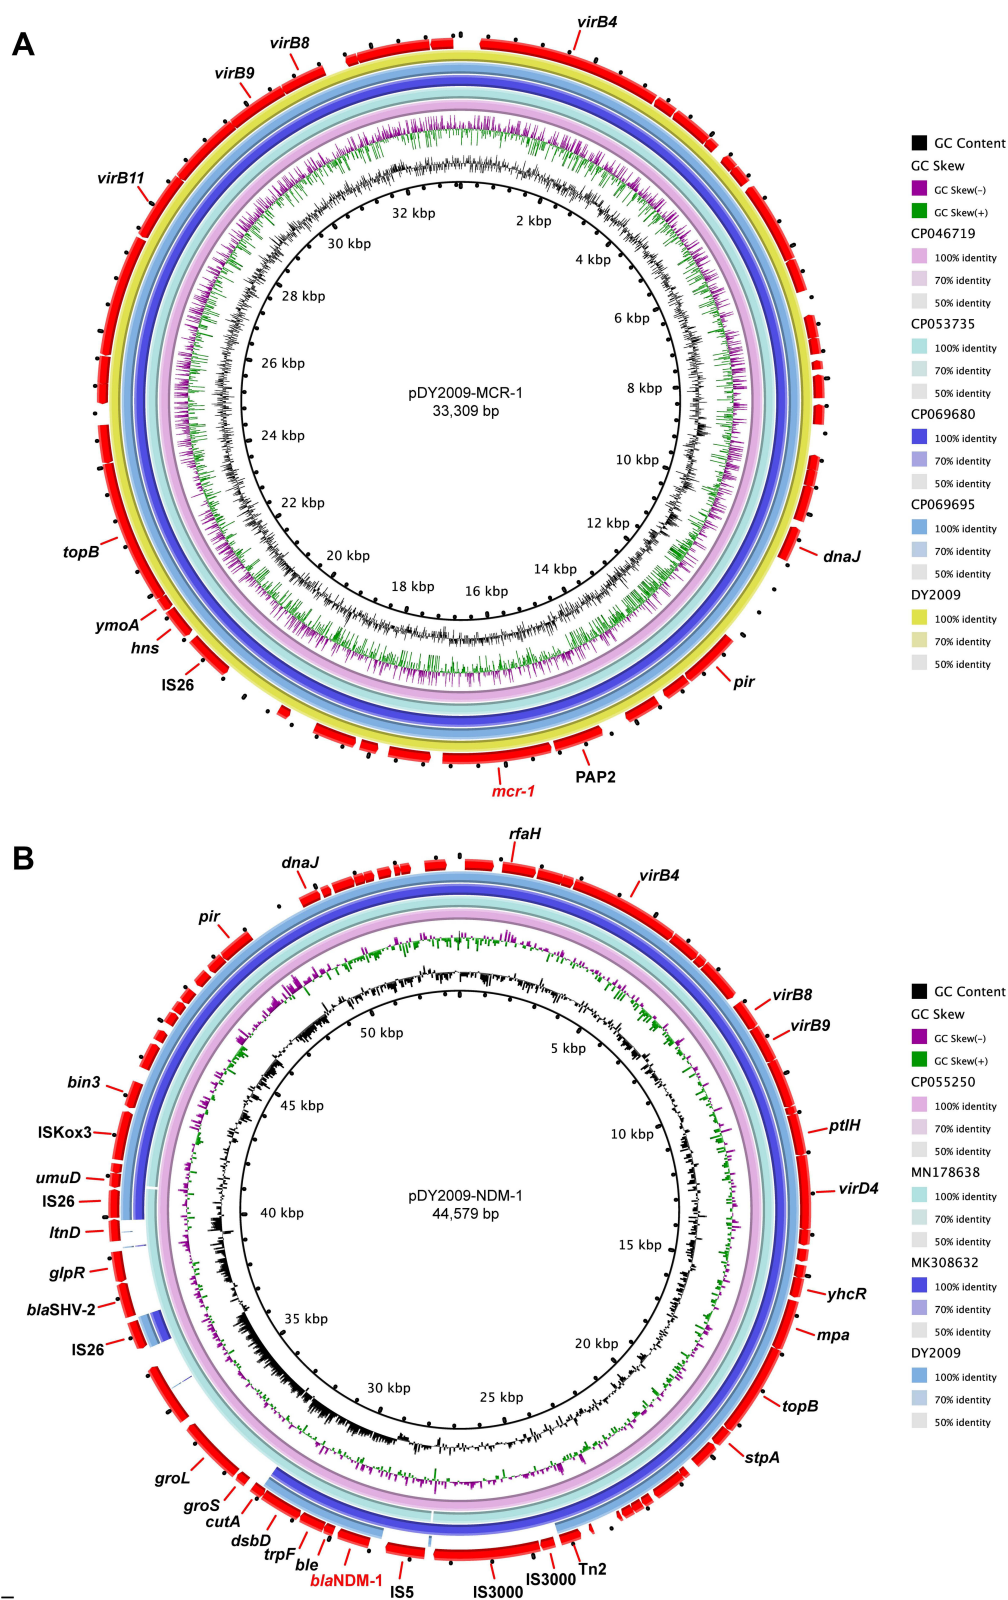 A
virB4
virB8
virB9
virB11
topB
ymoA
hns
IS26
mcr-1
PAP2
pir
dnaJ
32 kbp
2 kbp
30 kbp
4 kbp
28 kbp
6 kbp
26 kbp
8 kbp
24 kbp
10 kbp
22 kbp
12 kbp
20 kbp
14 kbp
18 kbp
16 kbp
pDY2009-MCR-1
33,309 bp
GC Content
GC Skew
GC Skew(-)
GC Skew(+)
CP046719
100% identity
70% identity
50% identity
CP053735
100% identity
70% identity
50% identity
CP069680
100% identity
70% identity
50% identity
CP069695
100% identity
70% identity
50% identity
DY2009
100% identity
70% identity
50% identity
B
rfaH
dnaJ
virB4
pir
virB8
virB9
bin3
ISKox3
ptlH
umuD
IS26
virD4
ltnD
glpR
yhcR
blaSHV-2
mpa
IS26
topB
stpA
groL
groS
cutA
dsbD
trpF
ble
blaNDM-1
IS5
IS3000
IS3000
Tn2
50 kbp
5 kbp
45 kbp
10 kbp
40 kbp
15 kbp
35 kbp
20 kbp
30 kbp
25 kbp
pDY2009-NDM-1
44,579 bp
GC Content
GC Skew
GC Skew(-)
GC Skew(+)
CP055250
100% identity
70% identity
50% identity
MN178638
100% identity
70% identity
50% identity
MK308632
100% identity
70% identity
50% identity
DY2009
100% identity
70% identity
50% identity